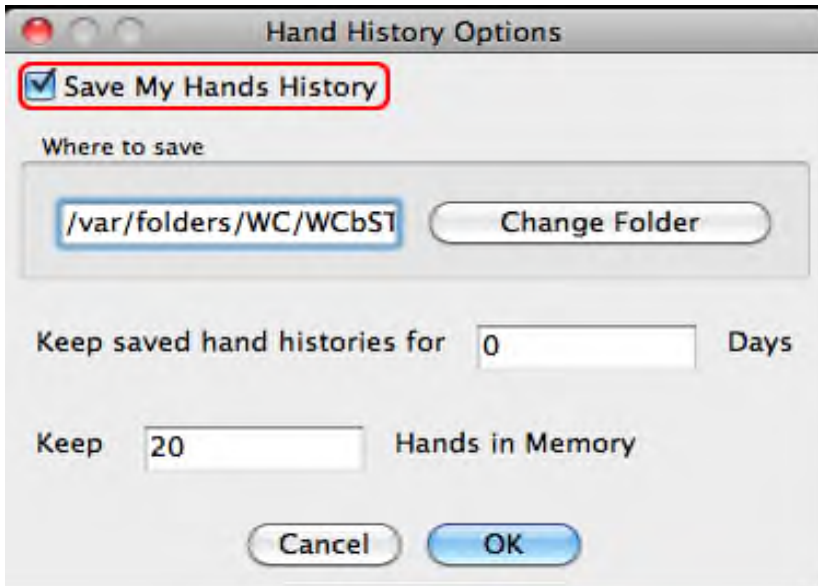 Hand History Options
Save My Hands History
Where to save
/var/folders/WC/WCbST
Change Folder
Keep saved hand histories for 0 Days
Keep 20 Hands in Memory
Cancel OK